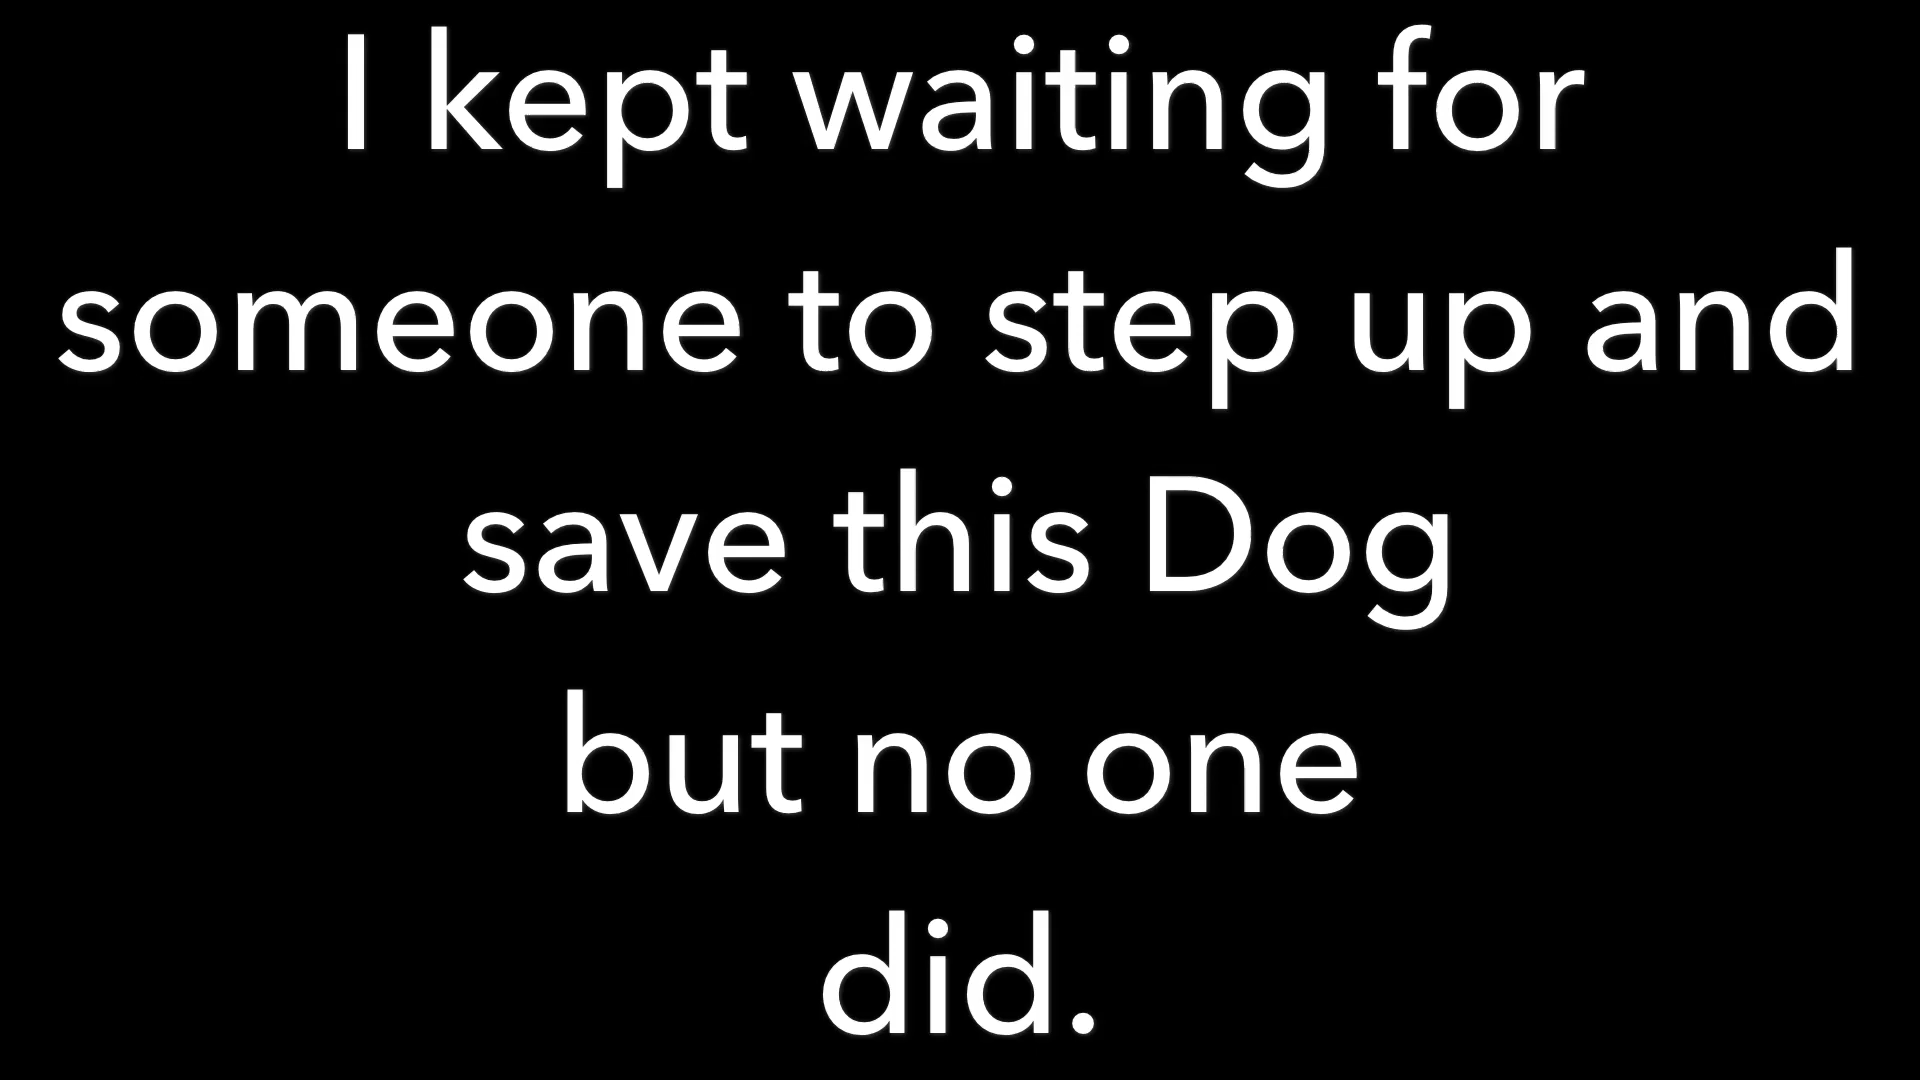 I kept waiting for
someone to step up and
save this Dog
but no one
did.